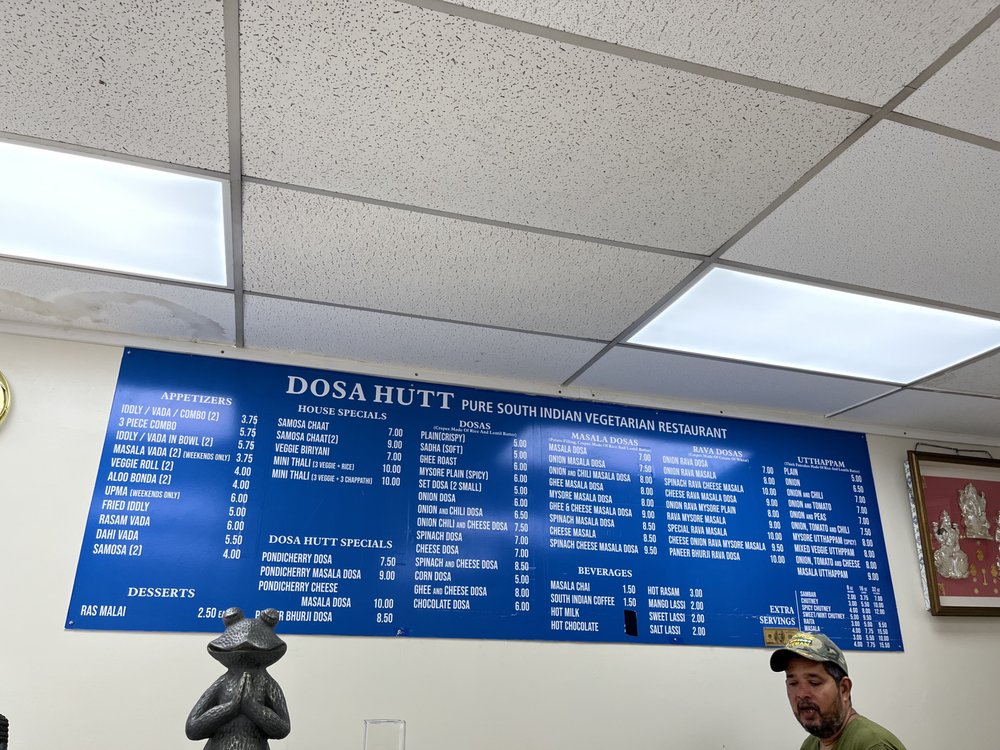 DOSA HUTT PURE SOUTH INDIAN VEGETARIAN RESTAURANT
APPETIZERS
IDDLY / VADA / COMBO (2) 3.75
3 PIECE COMBO 5.75
IDDLY / VADA IN BOWL (2) 5.75
MASALA VADA (2) (WEEKENDS ONLY) 3.75
VEGGIE ROLL (2) 4.00
ALOO BONDA (2) 4.00
UPMA (WEEKENDS ONLY) 6.00
FRIED IDDLY 5.00
RASAM VADA 6.00
DAHI VADA 5.50
SAMOSA (2) 4.00
DESSERTS
RAS MALAI 2.50
HOUSE SPECIALS
SAMOSA CHAAT 7.00
SAMOSA CHAAT(2) 9.00
VEGGIE BIRIYANI 7.00
MINI THALI (3 VEGGIE + RICE) 10.00
MINI THALI (3 VEGGIE + 3 CHAPPATHI) 10.00
DOSA HUTT SPECIALS
PONDICHERRY DOSA 7.50
PONDICHERRY MASALA DOSA 9.00
PONDICHERRY CHEESE
MASALA DOSA 10.00
BHURJI DOSA 8.50
DOSAS
(Crepes Made Of Rice And Lentil Batter)
PLAIN(CRISPY) 5.00
SADHA (SOFT) 5.00
GHEE ROAST 6.00
MYSORE PLAIN (SPICY) 6.00
SET DOSA (2 SMALL) 6.00
ONION DOSA 6.00
ONION AND CHILI DOSA 6.50
ONION CHILI AND CHEESE DOSA 7.50
SPINACH DOSA 7.00
CHEESE DOSA 7.00
SPINACH AND CHEESE DOSA 8.50
CORN DOSA 5.00
GHEE AND CHEESE DOSA 8.00
CHOCOLATE DOSA 6.00
MASALA DOSAS
MASALA DOSA 7.00
ONION MASALA DOSA 7.50
ONION AND CHILI MASALA DOSA 8.00
GHEE MASALA DOSA 8.00
MYSORE MASALA DOSA 8.00
GHEE & CHEESE MASALA DOSA 9.00
SPINACH MASALA DOSA 8.50
CHEESE MASALA 8.50
SPINACH CHEESE MASALA DOSA 9.50
BEVERAGES
MASALA CHAI 1.50
SOUTH INDIAN COFFEE 1.50
HOT MILK
HOT CHOCOLATE
HOT RASAM 3.00
MANGO LASSI 2.00
SWEET LASSI 2.00
SALT LASSI 2.00
RAVA DOSAS
ONION RAVA DOSA 7.00
ONION RAVA MASALA 8.00
SPINACH RAVA CHEESE MASALA 10.00
CHEESE RAVA MASALA DOSA 10.00
ONION RAVA MYSORE PLAIN 9.00
RAVA MYSORE MASALA 9.00
SPECIAL RAVA MASALA 9.00
CHEESE ONION RAVA MYSORE MASALA 9.50
PANEER BHURJI RAVA DOSA 10.00
UTTHAPPAM
PLAIN 5.00
ONION 6.50
ONION AND CHILI 7.00
ONION AND TOMATO 7.00
ONION AND PEAS 7.00
ONION, TOMATO AND CHILI 7.50
MYSORE UTTHAPPAM (SPICY) 8.00
MIXED VEGGIE UTTHAPPAM 8.00
ONION, TOMATO AND CHEESE 8.00
MASALA UTTHAPPAM 9.00
EXTRA
SERVINGS
SAMBAR
CHUTNEY
SPICY CHUTNEY
SWEET/MINT CHUTNEY
RAITA
MASALA
4.00 7.75 15.50